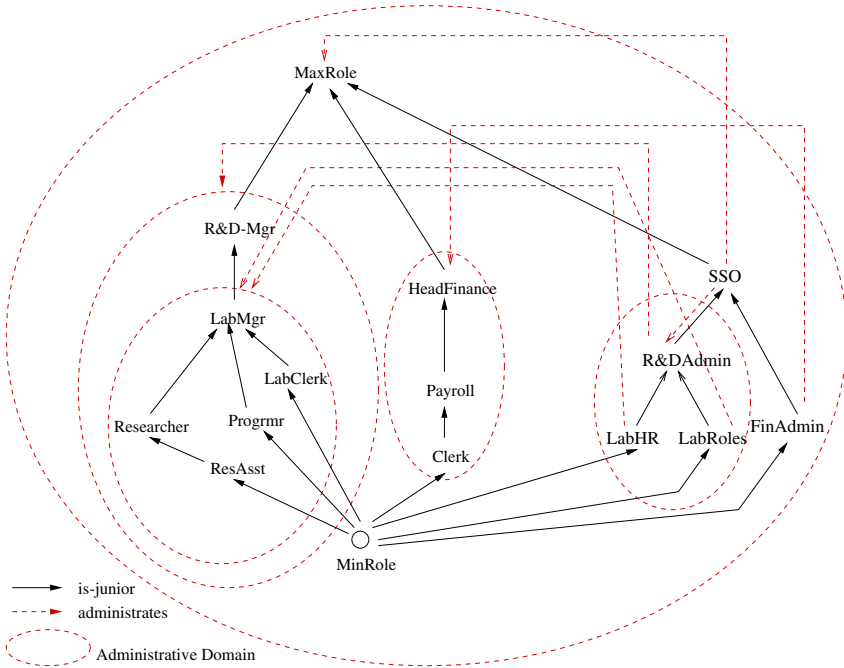 MaxRole
R&D-Mgr
SSO
HeadFinance
LabMgr
R&DAdmin
LabClerk
Payroll
Researcher
Progrmr
FinAdmin
LabHR
LabRoles
Clerk
ResAsst
MinRole
is-junior
administrates
Administrative Domain